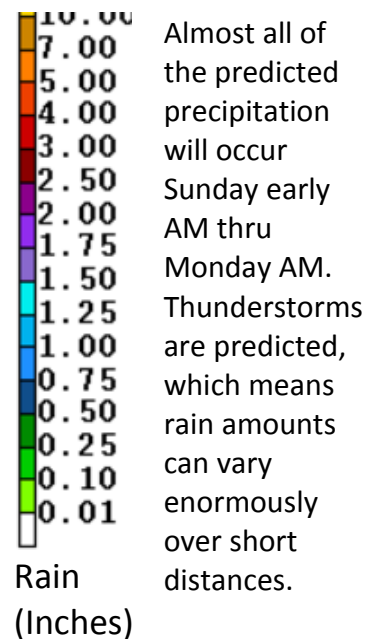 10.00
7.00
5.00
4.00
3.00
2.50
2.00
1.75
1.50
1.25
1.00
0.75
0.50
0.25
0.10
0.01
Rain
(Inches)
Almost all of
the predicted
precipitation
will occur
Sunday early
AM thru
Monday AM.
Thunderstorms
are predicted,
which means
rain amounts
can vary
enormously
over short
distances.